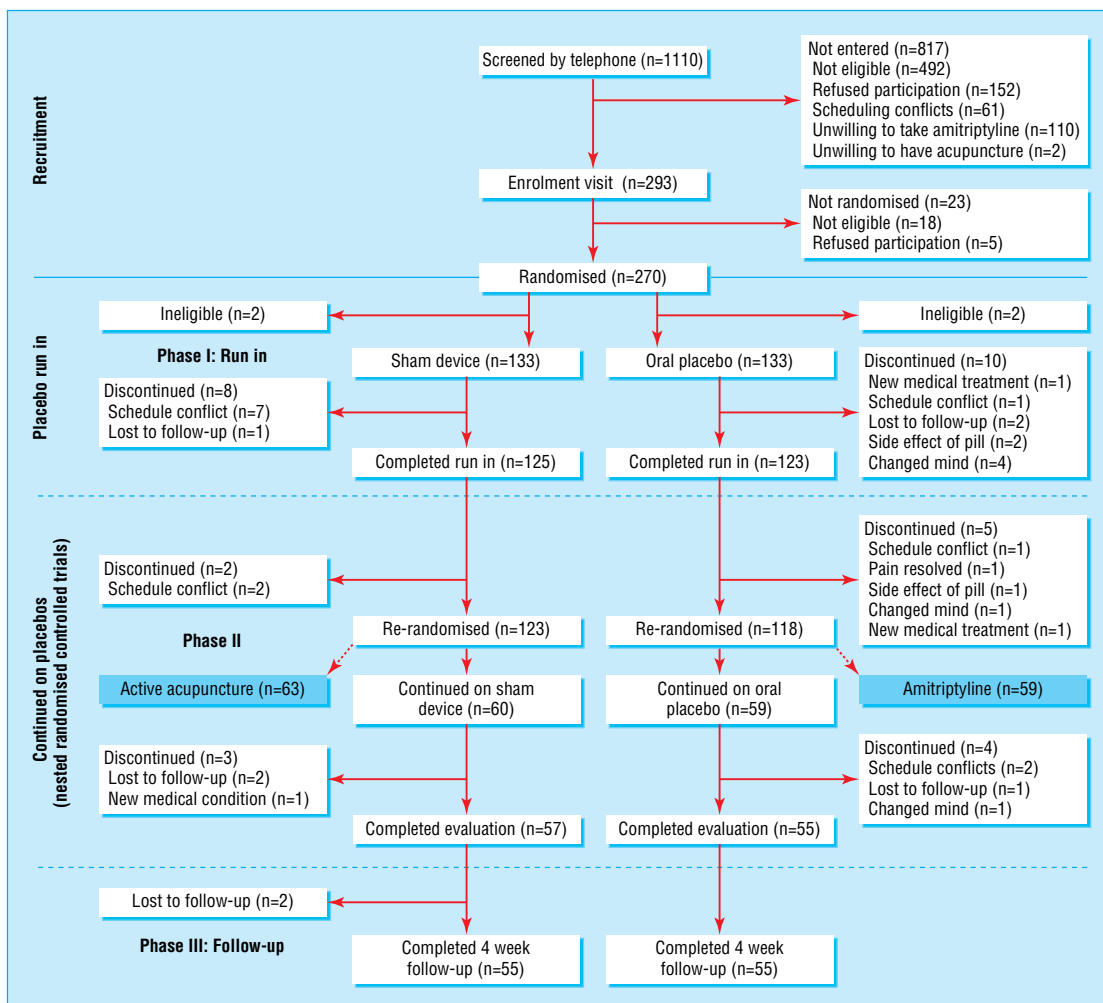 Recruitment
Screened by telephone (n=1110)
Not entered (n=817)
Not eligible (n=492)
Refused participation (n=152)
Scheduling conflicts (n=61)
Unwilling to take amitriptyline (n=110)
Unwilling to have acupuncture (n=2)
Enrolment visit (n=293)
Not randomised (n=23)
Not eligible (n=18)
Refused participation (n=5)
Randomised (n=270)
Placebo run in
Ineligible (n=2)
Ineligible (n=2)
Phase I: Run in
Sham device (n=133)
Oral placebo (n=133)
Discontinued (n=8)
Schedule conflict (n=7)
Lost to follow-up (n=1)
Discontinued (n=10)
New medical treatment (n=1)
Schedule conflict (n=1)
Lost to follow-up (n=2)
Side effect of pill (n=2)
Changed mind (n=4)
Completed run in (n=125)
Completed run in (n=123)
Continued on placebos
(nested randomised controlled trials)
Discontinued (n=2)
Schedule conflict (n=2)
Discontinued (n=5)
Schedule conflict (n=1)
Pain resolved (n=1)
Side effect of pill (n=1)
Changed mind (n=1)
New medical treatment (n=1)
Phase II
Re-randomised (n=123)
Re-randomised (n=118)
Active acupuncture (n=63)
Continued on sham
device (n=60)
Continued on oral
placebo (n=59)
Amitriptyline (n=59)
Discontinued (n=3)
Lost to follow-up (n=2)
New medical condition (n=1)
Discontinued (n=4)
Schedule conflicts (n=2)
Lost to follow-up (n=1)
Changed mind (n=1)
Completed evaluation (n=57)
Completed evaluation (n=55)
Lost to follow-up (n=2)
Phase III: Follow-up
Completed 4 week
follow-up (n=55)
Completed 4 week
follow-up (n=55)